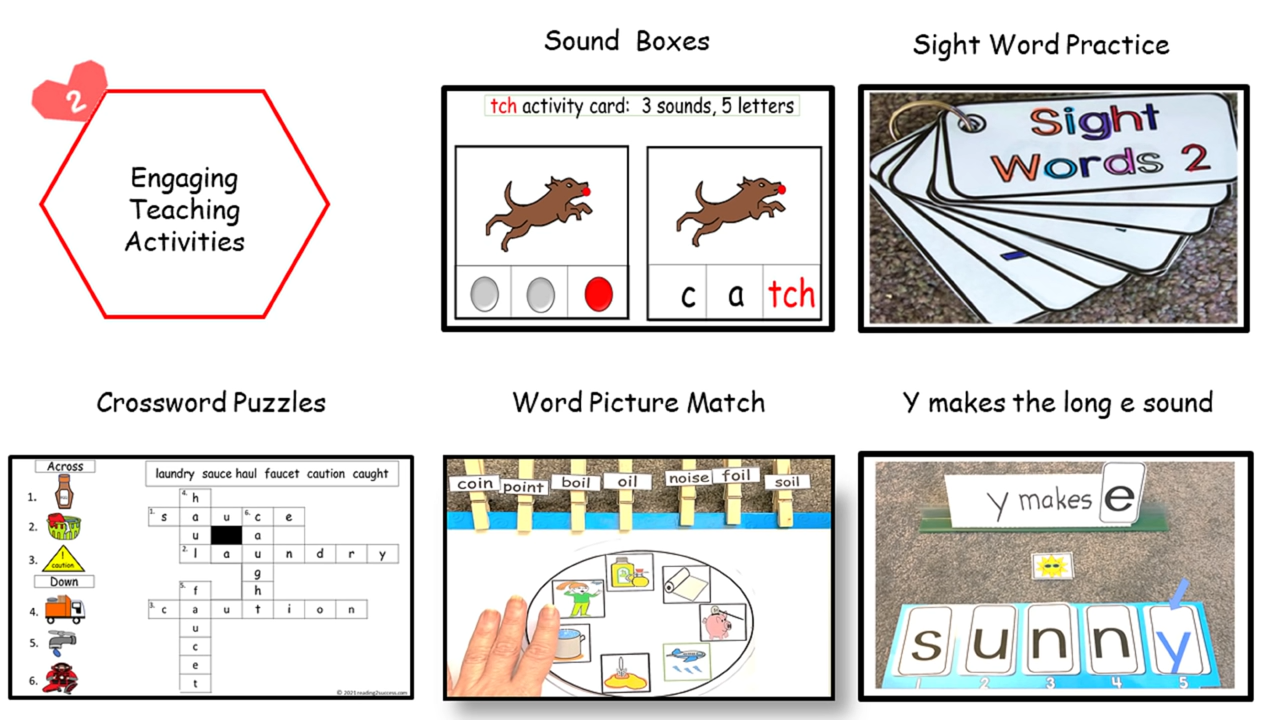 2
Engaging
Teaching
Activities
Sound Boxes
tch activity card: 3 sounds, 5 letters
c a tch
Sight Word Practice
Sight
Words 2
Crossword Puzzles
Across
1.
2.
3.
caution
Down
4.
5.
6.
laundry sauce haul faucet caution caught
4. h
1. s a u 6. c e
u a
2. l a u n d r y
g
5. f h
3. c a u t i o n
u
c
e
t
© 2021 reading2success.com
Word Picture Match
coin point boil oil noise foil soil
Y makes the long e sound
y makes e
s u n n y
1 2 3 4 5